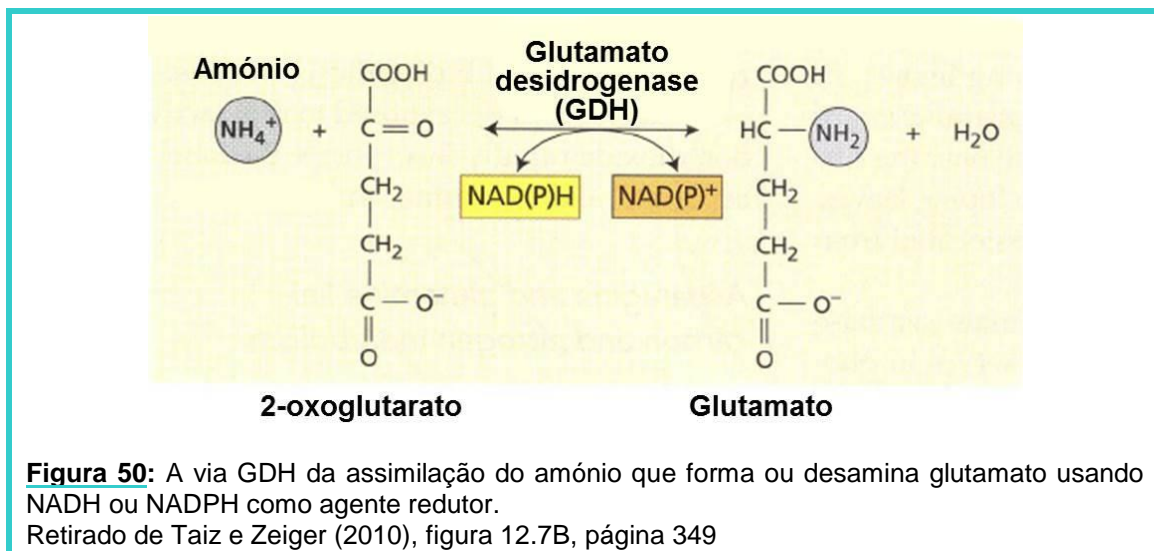 Glutamato
desidrogenase
(GDH)
Amónio
NH4+ +
COOH
C = O
CH2
CH2
C — O-
O
NAD(P)H
NAD(P)+
COOH
HC — NH2 + H2O
CH2
CH2
C — O-
O
2-oxoglutarato
Glutamato
Figura 50: A via GDH da assimilação do amónio que forma ou desamina glutamato usando
NADH ou NADPH como agente redutor.
Retirado de Taiz e Zeiger (2010), figura 12.7B, página 349